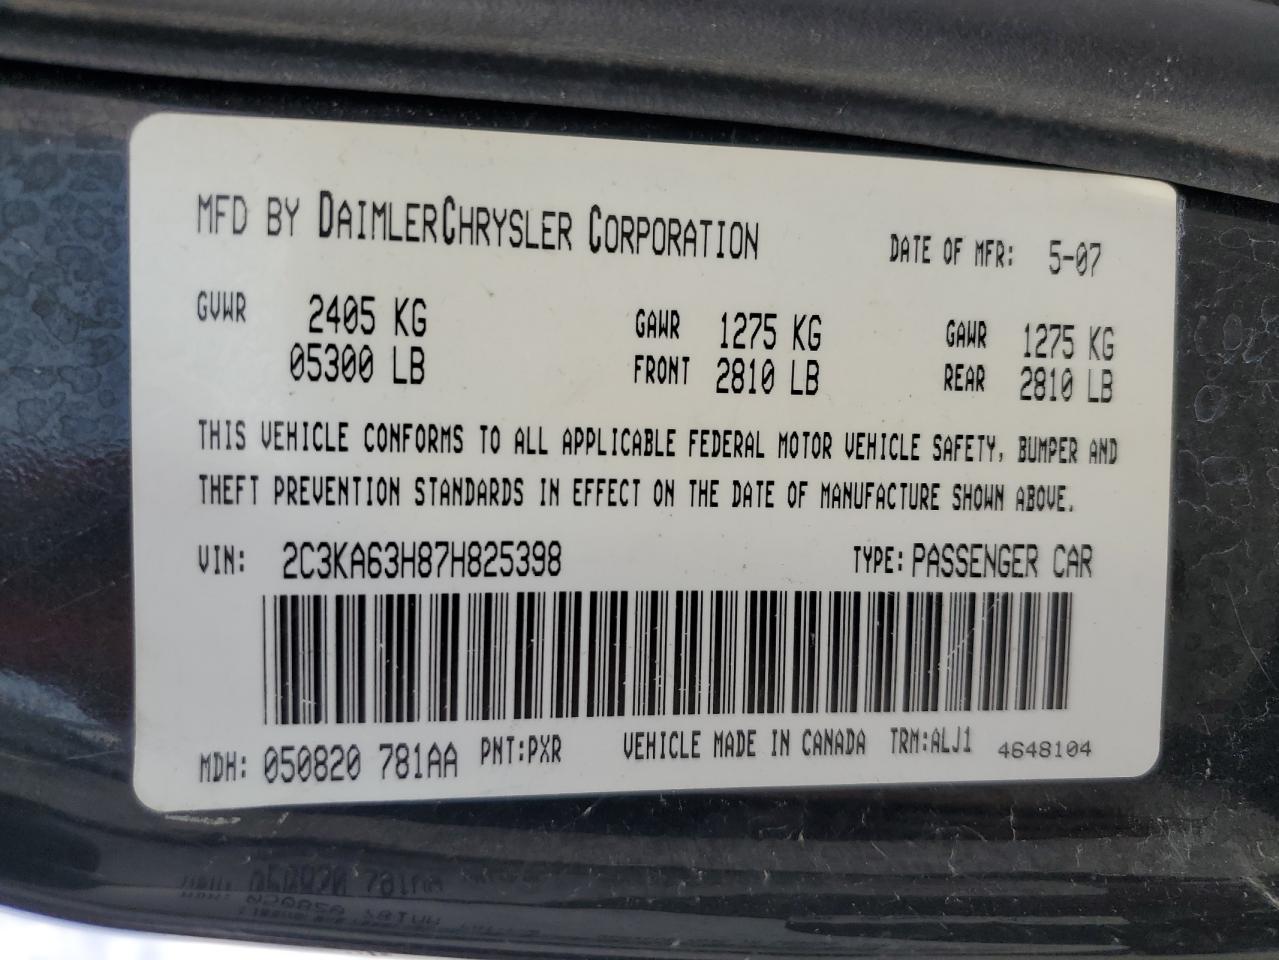 MFD BY DAIMLERCHRYSLER CORPORATION DATE OF MFR: 5-07
GVWR 2405 KG GAWR 1275 KG GAWR 1275 KG
05300 LB FRONT 2810 LB REAR 2810 LB
THIS VEHICLE CONFORMS TO ALL APPLICABLE FEDERAL MOTOR VEHICLE SAFETY, BUMPER AND
THEFT PREVENTION STANDARDS IN EFFECT ON THE DATE OF MANUFACTURE SHOWN ABOVE.
VIN: 2C3KA63H87H825398 TYPE: PASSENGER CAR
MDH: 050820 781AA PNT:PXR VEHICLE MADE IN CANADA TRM:ALJ1 4648104